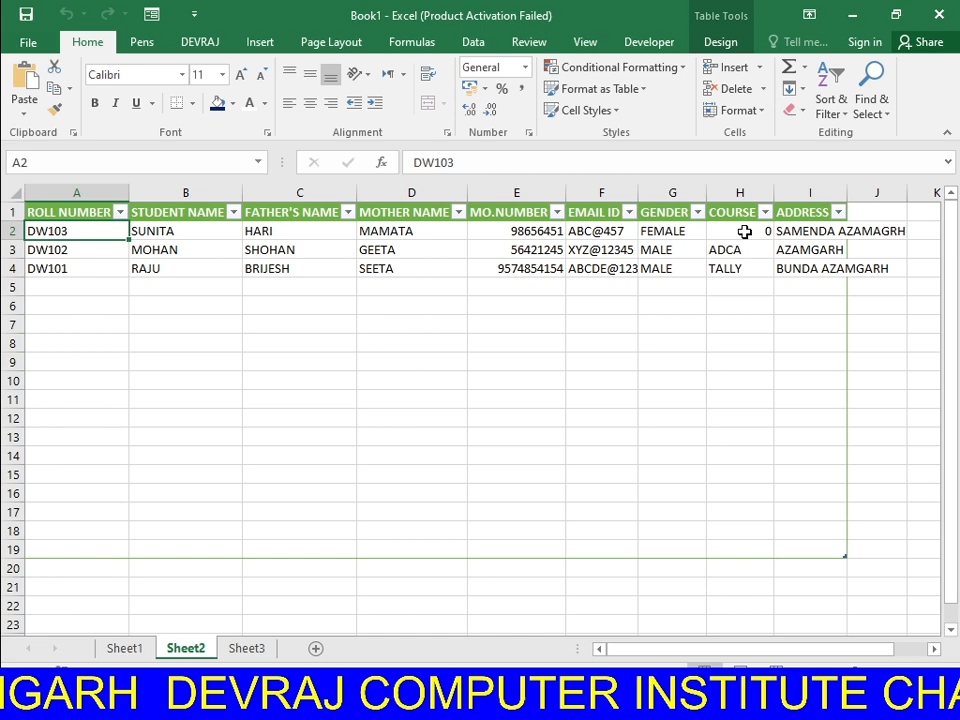 Book1 - Excel (Product Activation Failed)
Table Tools
File Home Pens DEVRAJ Insert Page Layout Formulas Data Review View Developer Design Tell me... Sign in Share
Paste
Calibri 11
B I U
General
Conditional Formatting
Format as Table
Cell Styles
Insert
Delete
Format
Sort & Filter
Find & Select
Clipboard Font Alignment Number Styles Cells Editing
A2 fx DW103
A B C D E F G H I J K
1 ROLL NUMBER STUDENT NAME FATHER'S NAME MOTHER NAME MO.NUMBER EMAIL ID GENDER COURSE ADDRESS
2 DW103 SUNITA HARI MAMATA 98656451 ABC@457 FEMALE 0 SAMENDA AZAMAGRH
3 DW102 MOHAN SHOHAN GEETA 56421245 XYZ@12345 MALE ADCA AZAMGARH
4 DW101 RAJU BRIJESH SEETA 9574854154 ABCDE@123 MALE TALLY BUNDA AZAMGARH
5
6
7
8
9
10
11
12
13
14
15
16
17
18
19
20
21
22
23
Sheet1 Sheet2 Sheet3
MGARH DEVRAJ COMPUTER INSTITUTE CHA